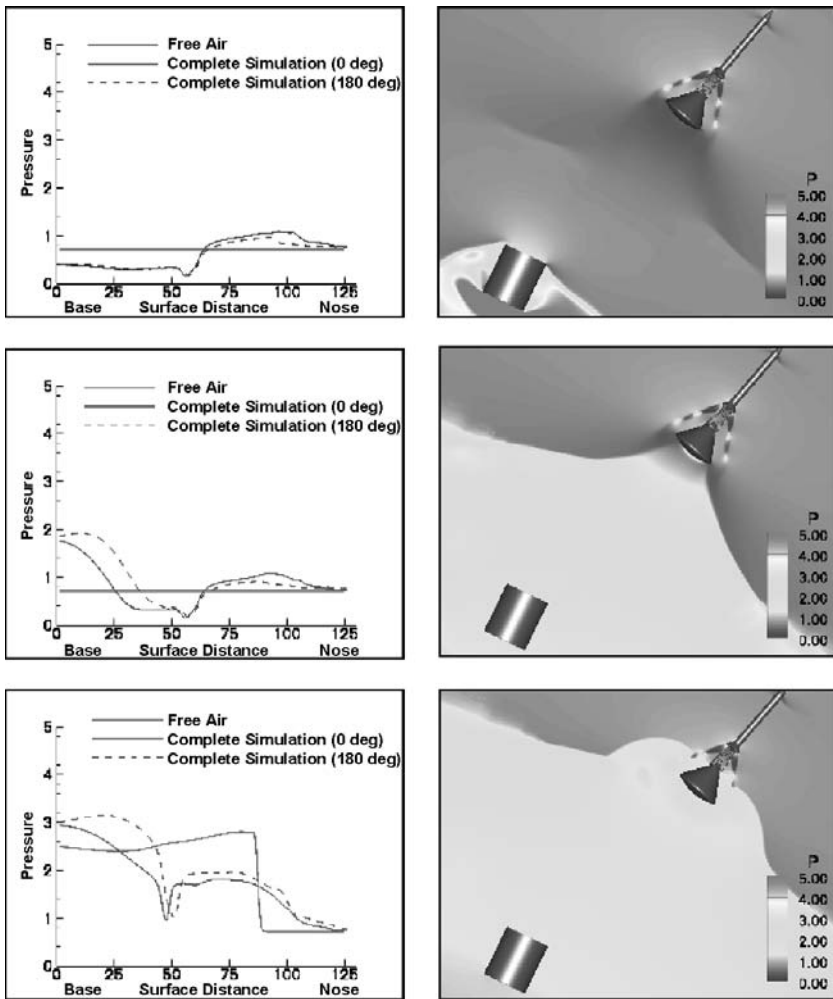 5
4
3
2
1
0
Pressure
Free Air
Complete Simulation (0 deg)
Complete Simulation (180 deg)
0 25 50 75 100 125
Base Surface Distance Nose
P
5.00
4.00
3.00
2.00
1.00
0.00
5
4
3
2
1
0
Pressure
Free Air
Complete Simulation (0 deg)
Complete Simulation (180 deg)
0 25 50 75 100 125
Base Surface Distance Nose
P
5.00
4.00
3.00
2.00
1.00
0.00
5
4
3
2
1
0
Pressure
Free Air
Complete Simulation (0 deg)
Complete Simulation (180 deg)
0 25 50 75 100 125
Base Surface Distance Nose
P
5.00
4.00
3.00
2.00
1.00
0.00